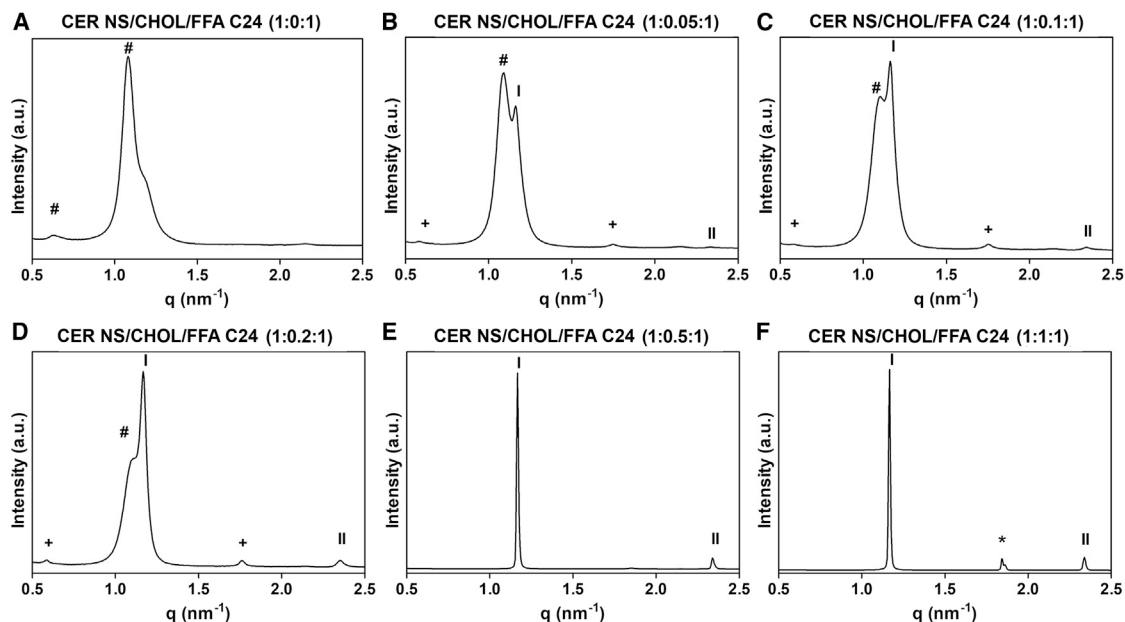 A CER NS/CHOL/FFA C24 (1:0:1)
#
#
Intensity (a.u.)
0.5 1.0 1.5 2.0 2.5
q (nm-1)
B CER NS/CHOL/FFA C24 (1:0.05:1)
#
I
+ + II
Intensity (a.u.)
0.5 1.0 1.5 2.0 2.5
q (nm-1)
C CER NS/CHOL/FFA C24 (1:0.1:1)
I
#
+ + II
Intensity (a.u.)
0.5 1.0 1.5 2.0 2.5
q (nm-1)
D CER NS/CHOL/FFA C24 (1:0.2:1)
I
#
+ + II
Intensity (a.u.)
0.5 1.0 1.5 2.0 2.5
q (nm-1)
E CER NS/CHOL/FFA C24 (1:0.5:1)
I
II
Intensity (a.u.)
0.5 1.0 1.5 2.0 2.5
q (nm-1)
F CER NS/CHOL/FFA C24 (1:1:1)
I
* II
Intensity (a.u.)
0.5 1.0 1.5 2.0 2.5
q (nm-1)